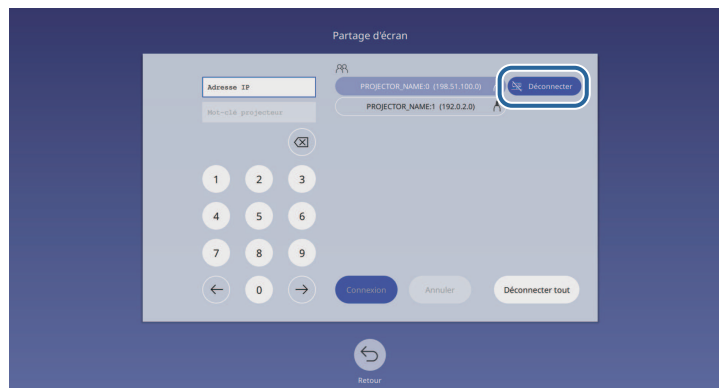 Partage d'écran
Adresse IP
Mot-clé projecteur
PROJECTOR_NAME:0 (198.51.100.0)
Déconnecter
PROJECTOR_NAME:1 (192.0.2.0)
1 2 3
4 5 6
7 8 9
0
Connexion
Annuler
Déconnecter tout
Retour